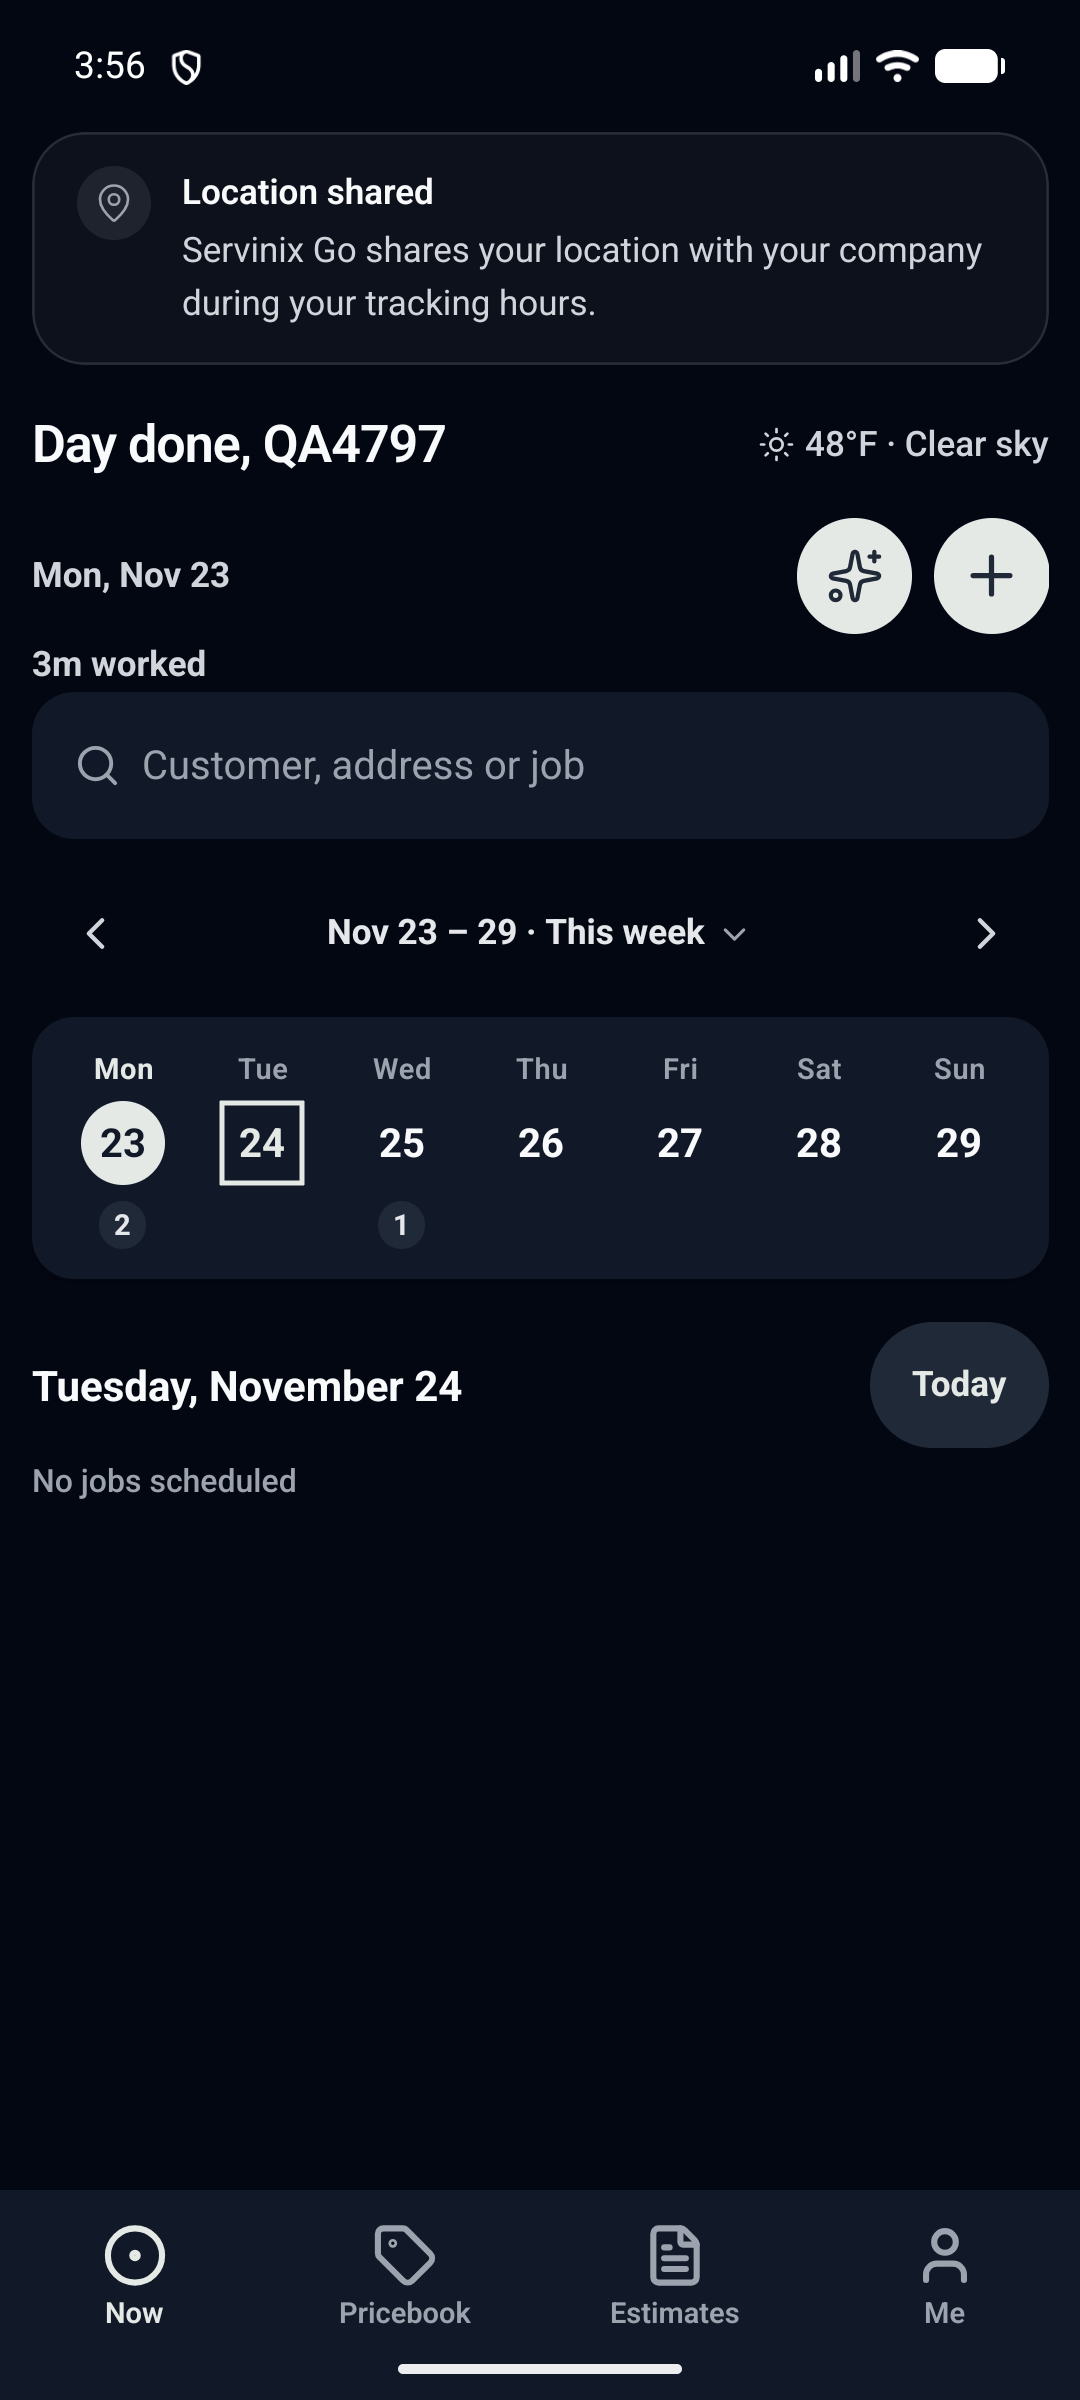 3:56
Location shared
Servinix Go shares your location with your company
during your tracking hours.
Day done, QA4797
48°F · Clear sky
Mon, Nov 23
3m worked
Customer, address or job
Nov 23 – 29 · This week
Mon Tue Wed Thu Fri Sat Sun
23 24 25 26 27 28 29
2 1
Tuesday, November 24
Today
No jobs scheduled
Now Pricebook Estimates Me